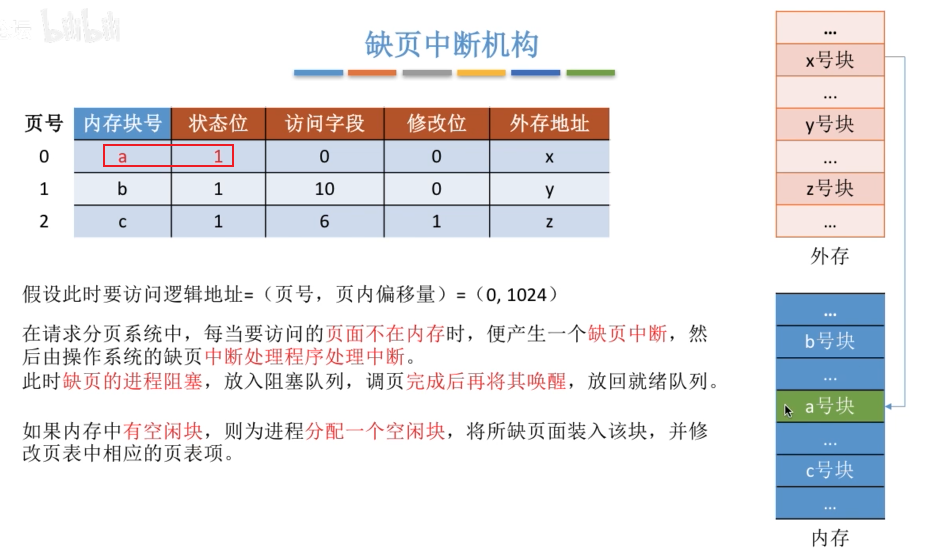 bilibili
缺页中断机构
页号 内存块号 状态位 访问字段 修改位 外存地址
0 a 1 0 0 x
1 b 1 10 0 y
2 c 1 6 1 z
假设此时要访问逻辑地址=（页号，页内偏移量）=（0, 1024）
在请求分页系统中，每当要访问的页面不在内存时，便产生一个缺页中断，然
后由操作系统的缺页中断处理程序处理中断。
此时缺页的进程阻塞，放入阻塞队列，调页完成后再将其唤醒，放回就绪队列。
如果内存中有空闲块，则为进程分配一个空闲块，将所缺页面装入该块，并修
改页表中相应的页表项。
...
x号块
...
y号块
...
z号块
...
外存
...
b号块
...
a号块
...
c号块
...
内存